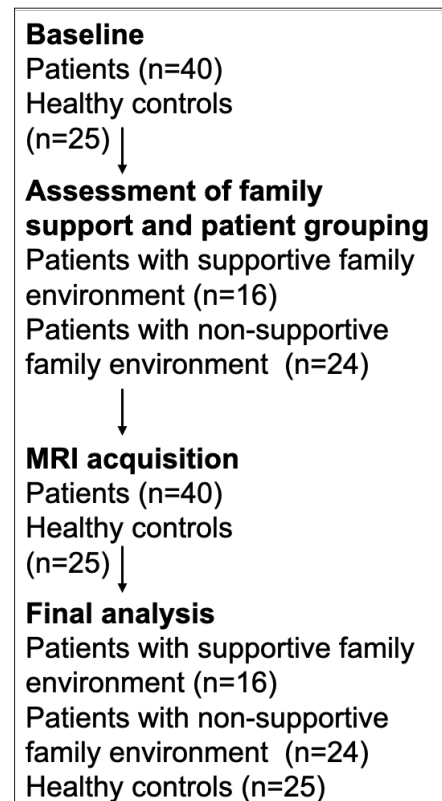 Baseline
Patients (n=40)
Healthy controls
(n=25)
Assessment of family
support and patient grouping
Patients with supportive family
environment (n=16)
Patients with non-supportive
family environment  (n=24)
MRI acquisition
Patients (n=40)
Healthy controls
(n=25)
Final analysis
Patients with supportive family
environment (n=16)
Patients with non-supportive
family environment  (n=24)
Healthy controls (n=25)